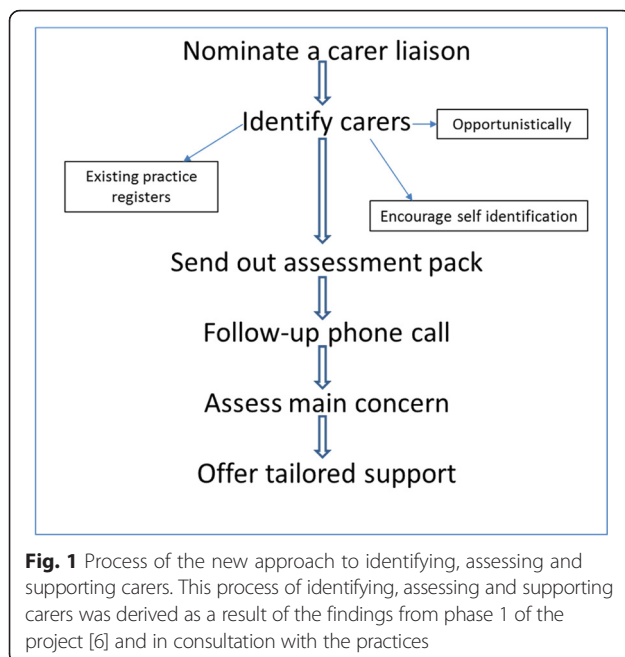 Nominate a carer liaison
Identify carers
Opportunistically
Existing practice
registers
Encourage self identification
Send out assessment pack
Follow-up phone call
Assess main concern
Offer tailored support
Fig. 1 Process of the new approach to identifying, assessing and
supporting carers. This process of identifying, assessing and supporting
carers was derived as a result of the findings from phase 1 of the
project [6] and in consultation with the practices